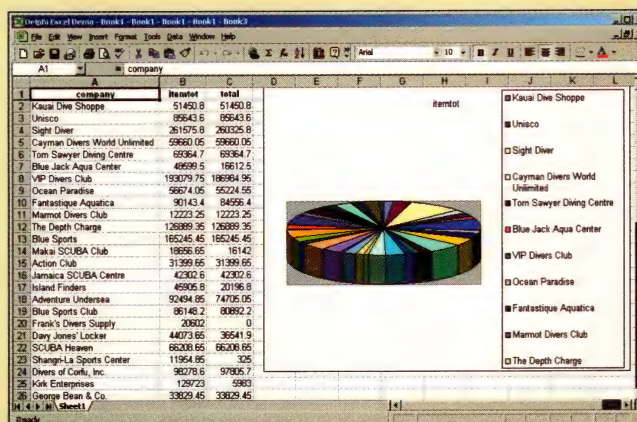 Delphi Excel Demo - Book1 - Book1 - Book1 - Book1 - Book3
File Edit View Insert Format Tools Data Window Help
Arial 10 B I U
A1 = company
A B C D E F G H I J K L
1 company itemtot total
2 Kauai Dive Shoppe 51450.8 51450.8
3 Unisco 85643.6 85643.6
4 Sight Diver 261575.8 260325.8
5 Cayman Divers World Unlimited 59660.05 59660.05
6 Tom Sawyer Diving Centre 69364.7 69364.7
7 Blue Jack Aqua Center 48599.5 16612.5
8 VIP Divers Club 193079.75 186984.95
9 Ocean Paradise 56674.05 55224.55
10 Fantastique Aquatica 90143.4 84556.4
11 Marmot Divers Club 12223.25 12223.25
12 The Depth Charge 126889.35 126889.35
13 Blue Sports 165245.45 165245.45
14 Makai SCUBA Club 18656.65 16142
15 Action Club 31399.65 31399.65
16 Jamaica SCUBA Centre 42302.6 42302.6
17 Island Finders 45905.8 20196.8
18 Adventure Undersea 92494.85 74705.05
19 Blue Sports Club 86148.2 80892.2
20 Frank's Divers Supply 20602 0
21 Davy Jones' Locker 44073.65 36541.9
22 SCUBA Heaven 66208.65 66208.65
23 Shangri-La Sports Center 11954.85 325
24 Divers of Corfu, Inc. 98278.6 97805.7
25 Kirk Enterprises 129723 5983
26 George Bean & Co. 33829.45 33829.45
itemtot
Kauai Dive Shoppe
Unisco
Sight Diver
Cayman Divers World
Unlimited
Tom Sawyer Diving Centre
Blue Jack Aqua Center
VIP Divers Club
Ocean Paradise
Fantastique Aquatica
Marmot Divers Club
The Depth Charge
Sheet1
Ready